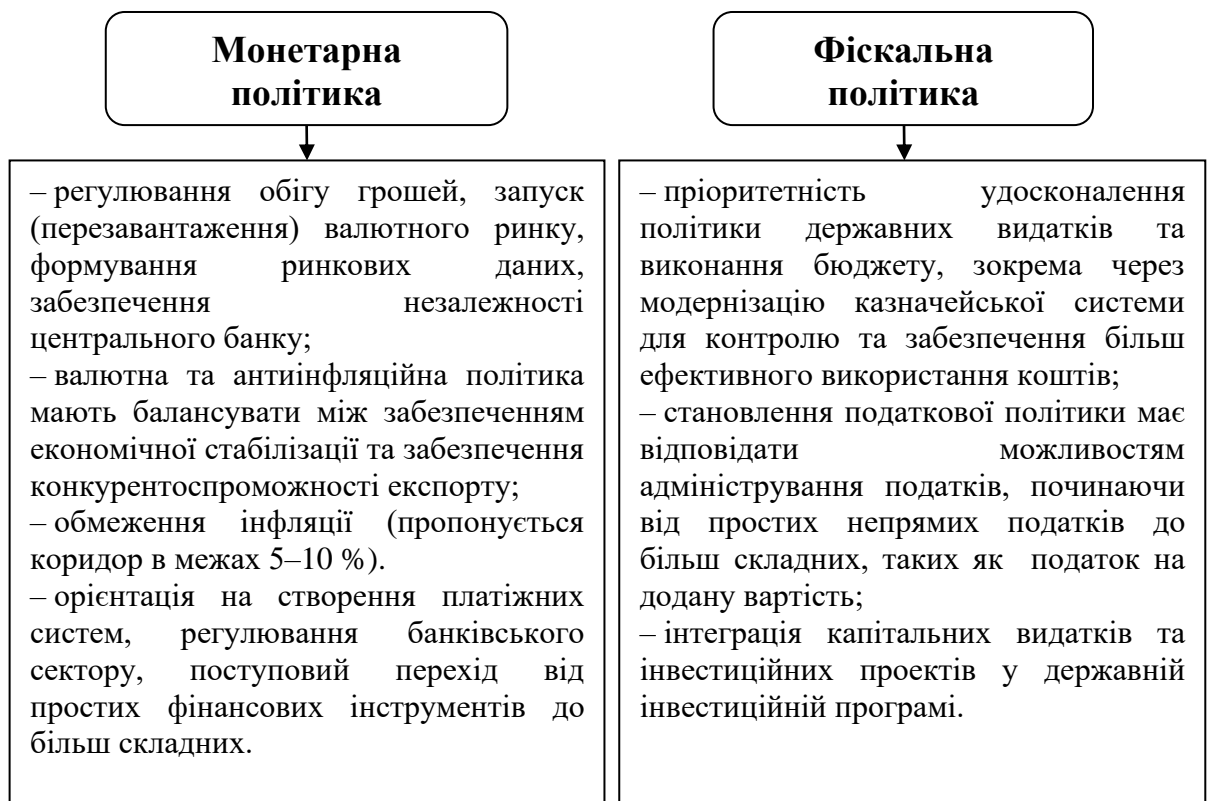 Монетарна
політика
– регулювання обігу грошей, запуск
(перезавантаження) валютного ринку,
формування ринкових даних,
забезпечення незалежності
центрального банку;
– валютна та антиінфляційна політика
мають балансувати між забезпеченням
економічної стабілізації та забезпечення
конкурентоспроможності експорту;
– обмеження інфляції (пропонується
коридор в межах 5–10 %).
– орієнтація на створення платіжних
систем, регулювання банківського
сектору, поступовий перехід від
простих фінансових інструментів до
більш складних.
Фіскальна
політика
– пріоритетність удосконалення
політики державних видатків та
виконання бюджету, зокрема через
модернізацію казначейської системи
для контролю та забезпечення більш
ефективного використання коштів;
– становлення податкової політики має
відповідати можливостям
адміністрування податків, починаючи
від простих непрямих податків до
більш складних, таких як податок на
додану вартість;
– інтеграція капітальних видатків та
інвестиційних проектів у державній
інвестиційній програмі.